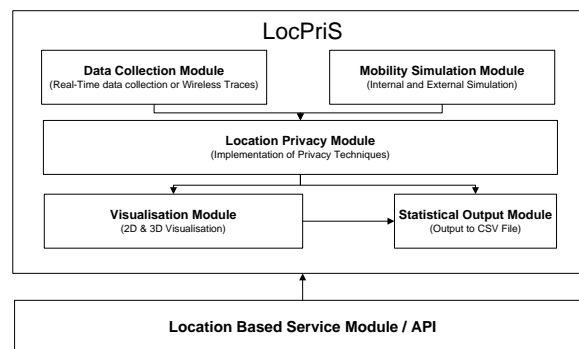 LocPriS
Data Collection Module
(Real-Time data collection or Wireless Traces)
Mobility Simulation Module
(Internal and External Simulation)
Location Privacy Module
(Implementation of Privacy Techniques)
Visualisation Module
(2D & 3D Visualisation)
Statistical Output Module
(Output to CSV File)
Location Based Service Module / API